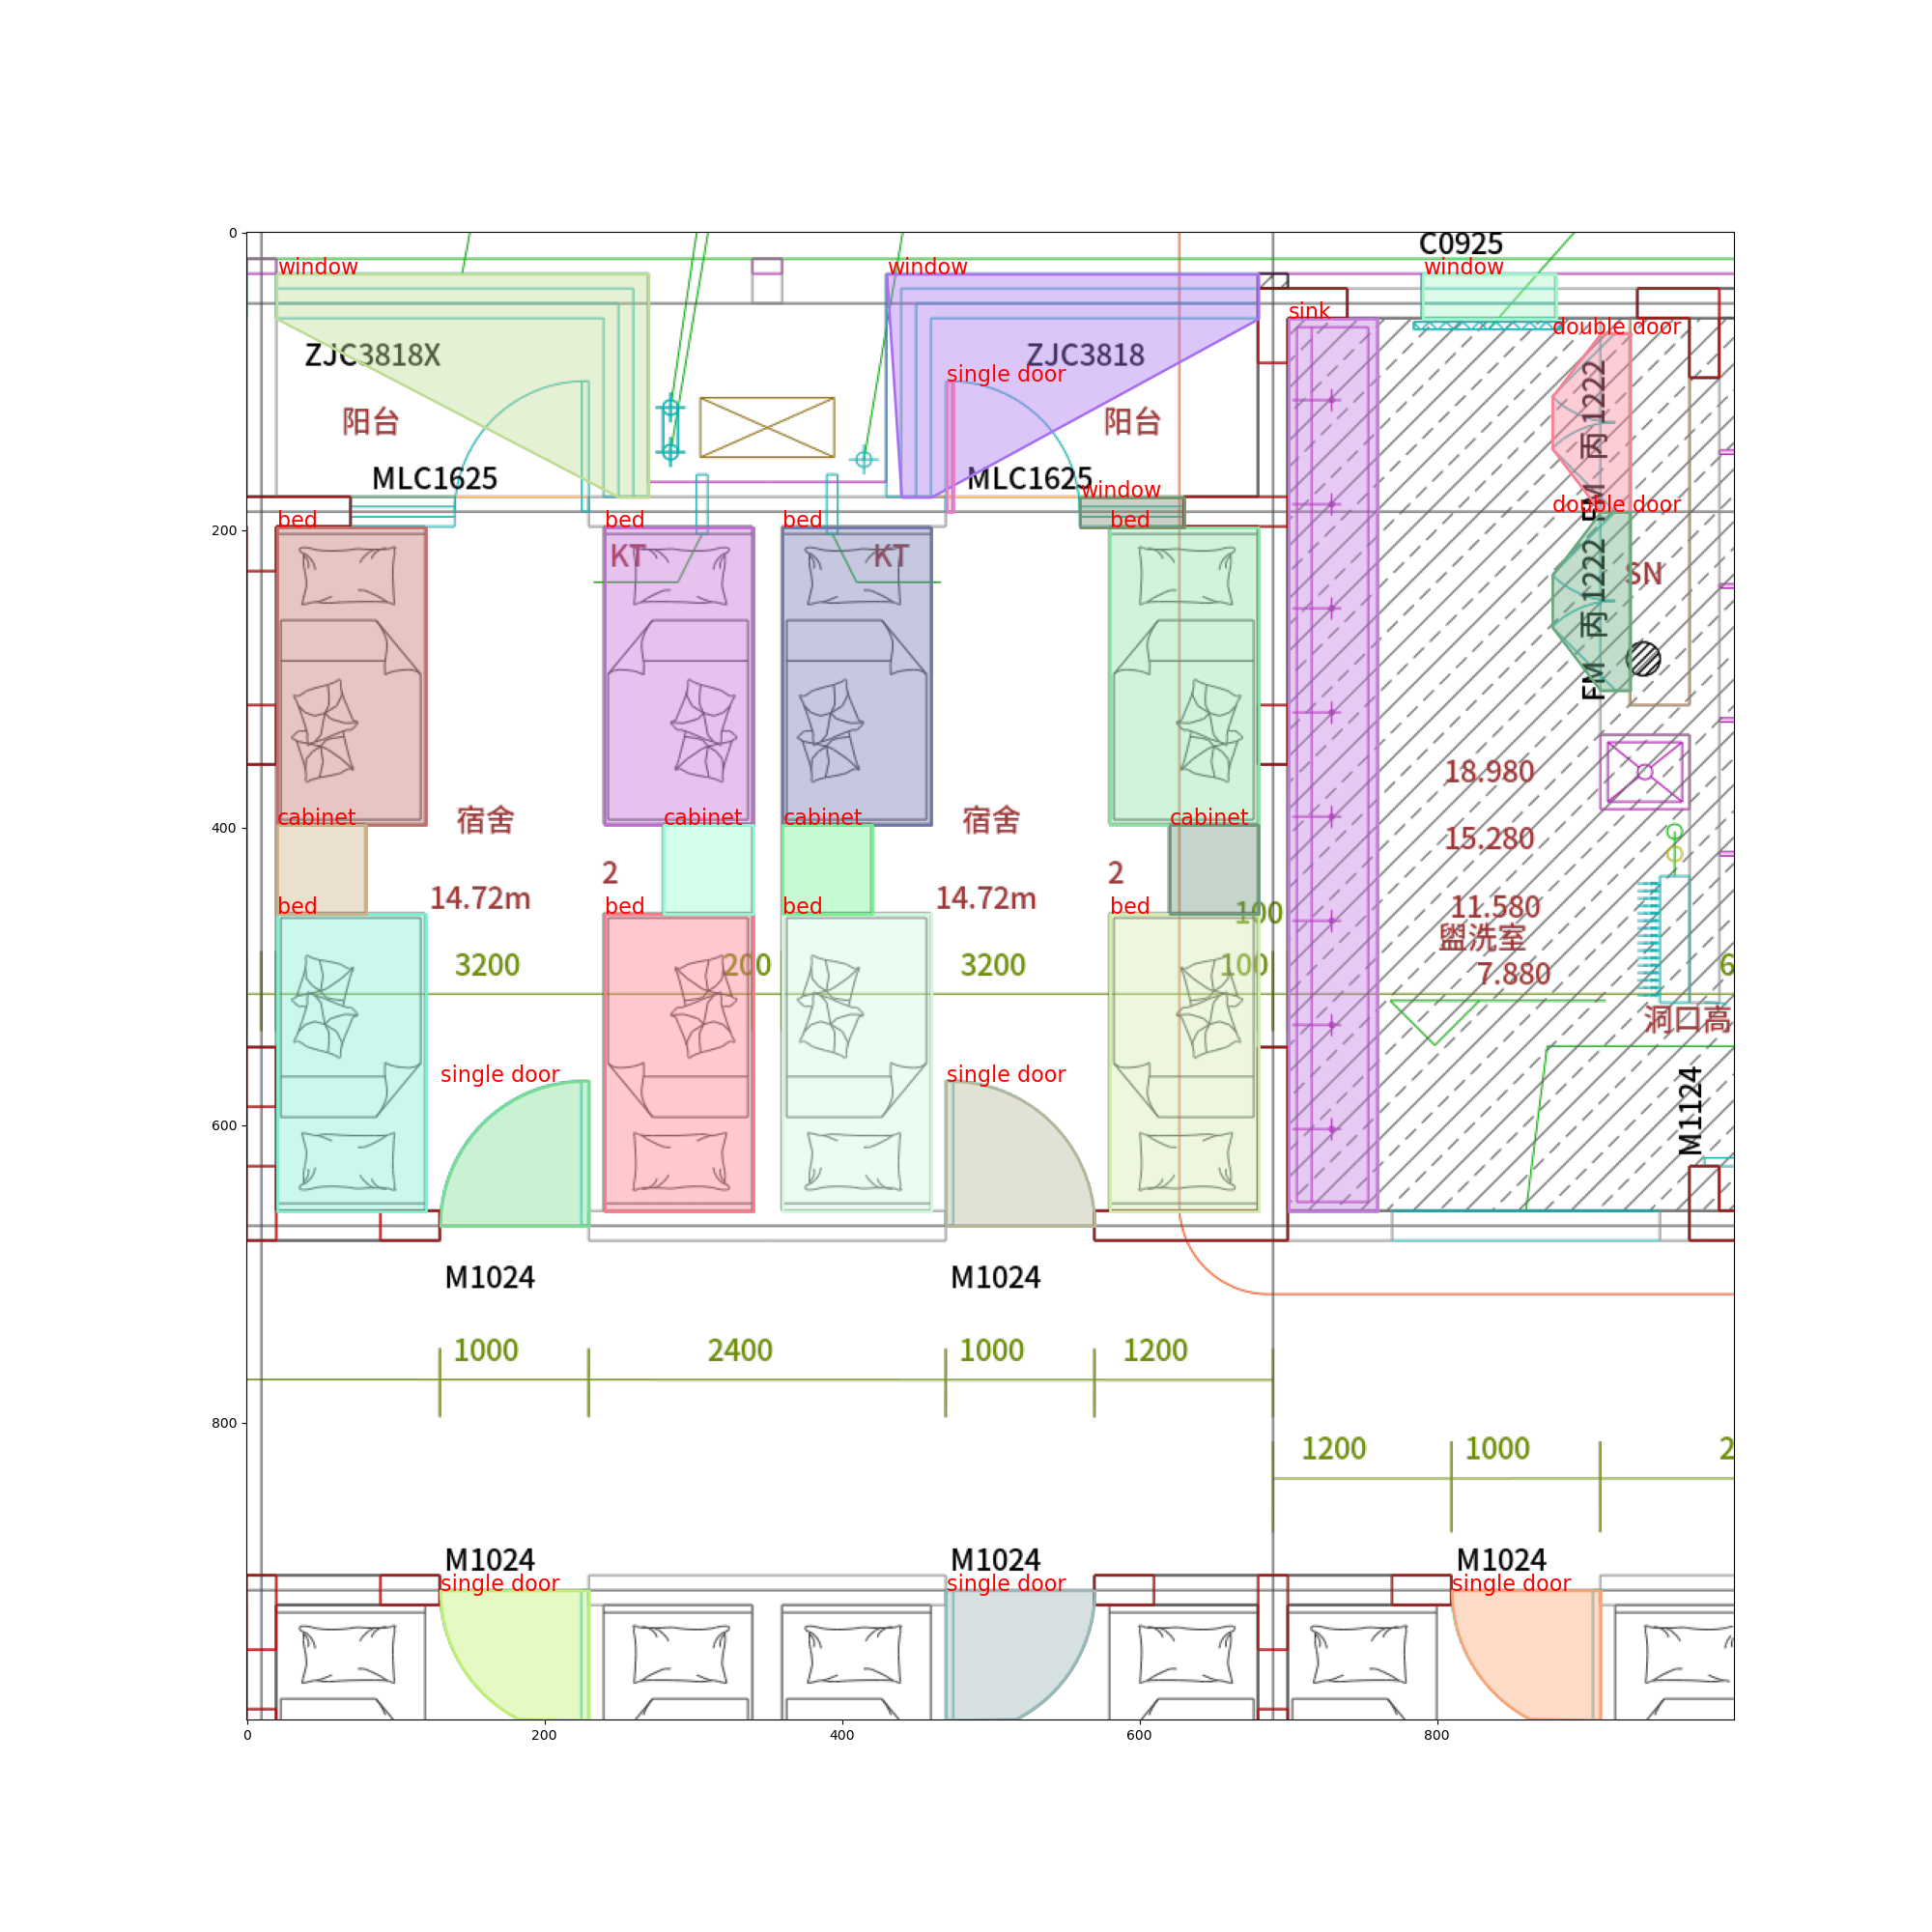 C0925
0
window
window
window
sink
double door
ZJC3818X
ZJC3818
single door
FM 丙 1222
阳台
阳台
MLC1625
MLC1625
window
double door
200
bed
bed
bed
bed
KT
KT
FM 丙 1222
SN
18.980
400
cabinet
cabinet
cabinet
cabinet
宿舍
宿舍
15.280
2
2
14.72m
14.72m
bed
bed
bed
bed
100
11.580
盥洗室
3200
200
3200
100
7.880
6
洞口高
single door
single door
M1124
600
M1024
M1024
1000
2400
1000
1200
800
1200
1000
2
M1024
M1024
M1024
single door
single door
single door
0
200
400
600
800